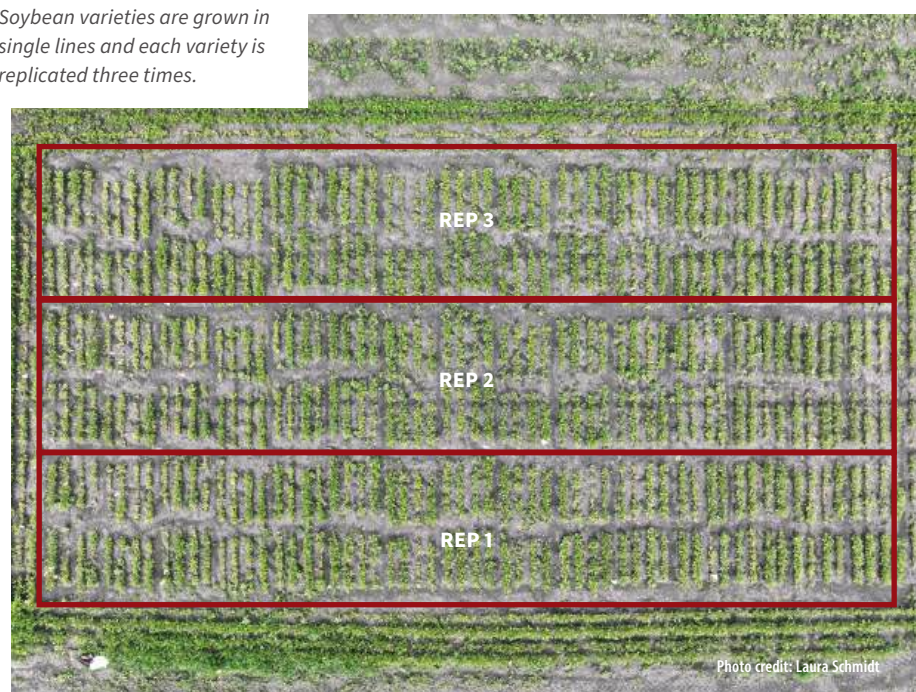 Soybean varieties are grown in
single lines and each variety is
replicated three times.
REP 3
REP 2
REP 1
Photo credit: Laura Schmidt